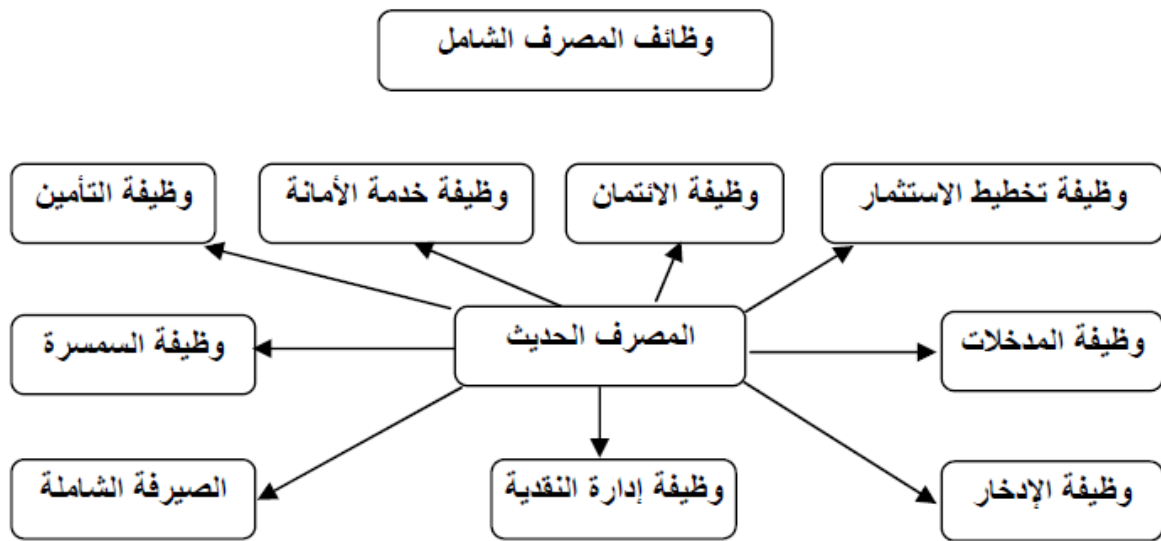 وظائف المصرف الشامل
وظيفة تخطيط الاستثمار
وظيفة الائتمان
وظيفة خدمة الأمانة
وظيفة التأمين
المصرف الحديث
وظيفة المدخلات
وظيفة السمسرة
وظيفة الإدخار
وظيفة إدارة النقدية
الصيرفة الشاملة